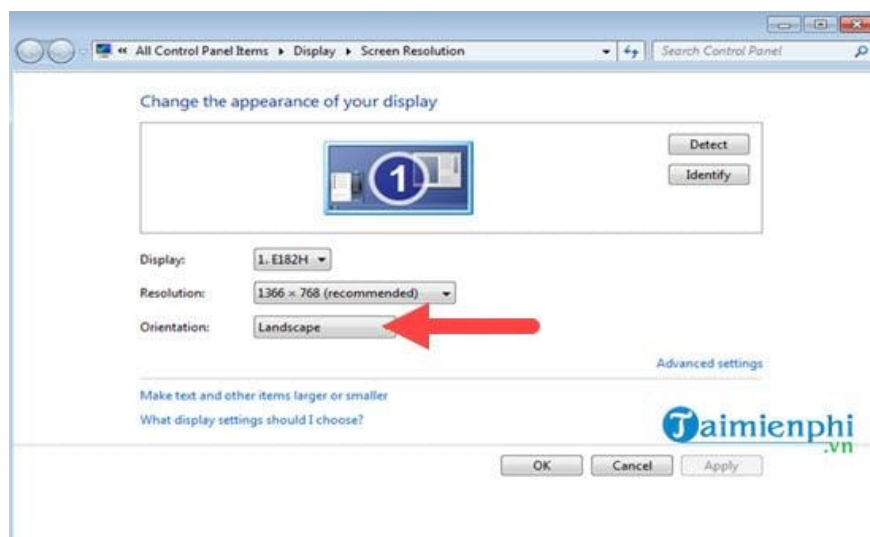 « All Control Panel Items ▸ Display ▸ Screen Resolution
Search Control Panel
Change the appearance of your display
1
Detect
Identify
Display: 1. E182H
Resolution: 1366 × 768 (recommended)
Orientation: Landscape
Advanced settings
Make text and other items larger or smaller
What display settings should I choose?
Taimienphi
.vn
OK Cancel Apply